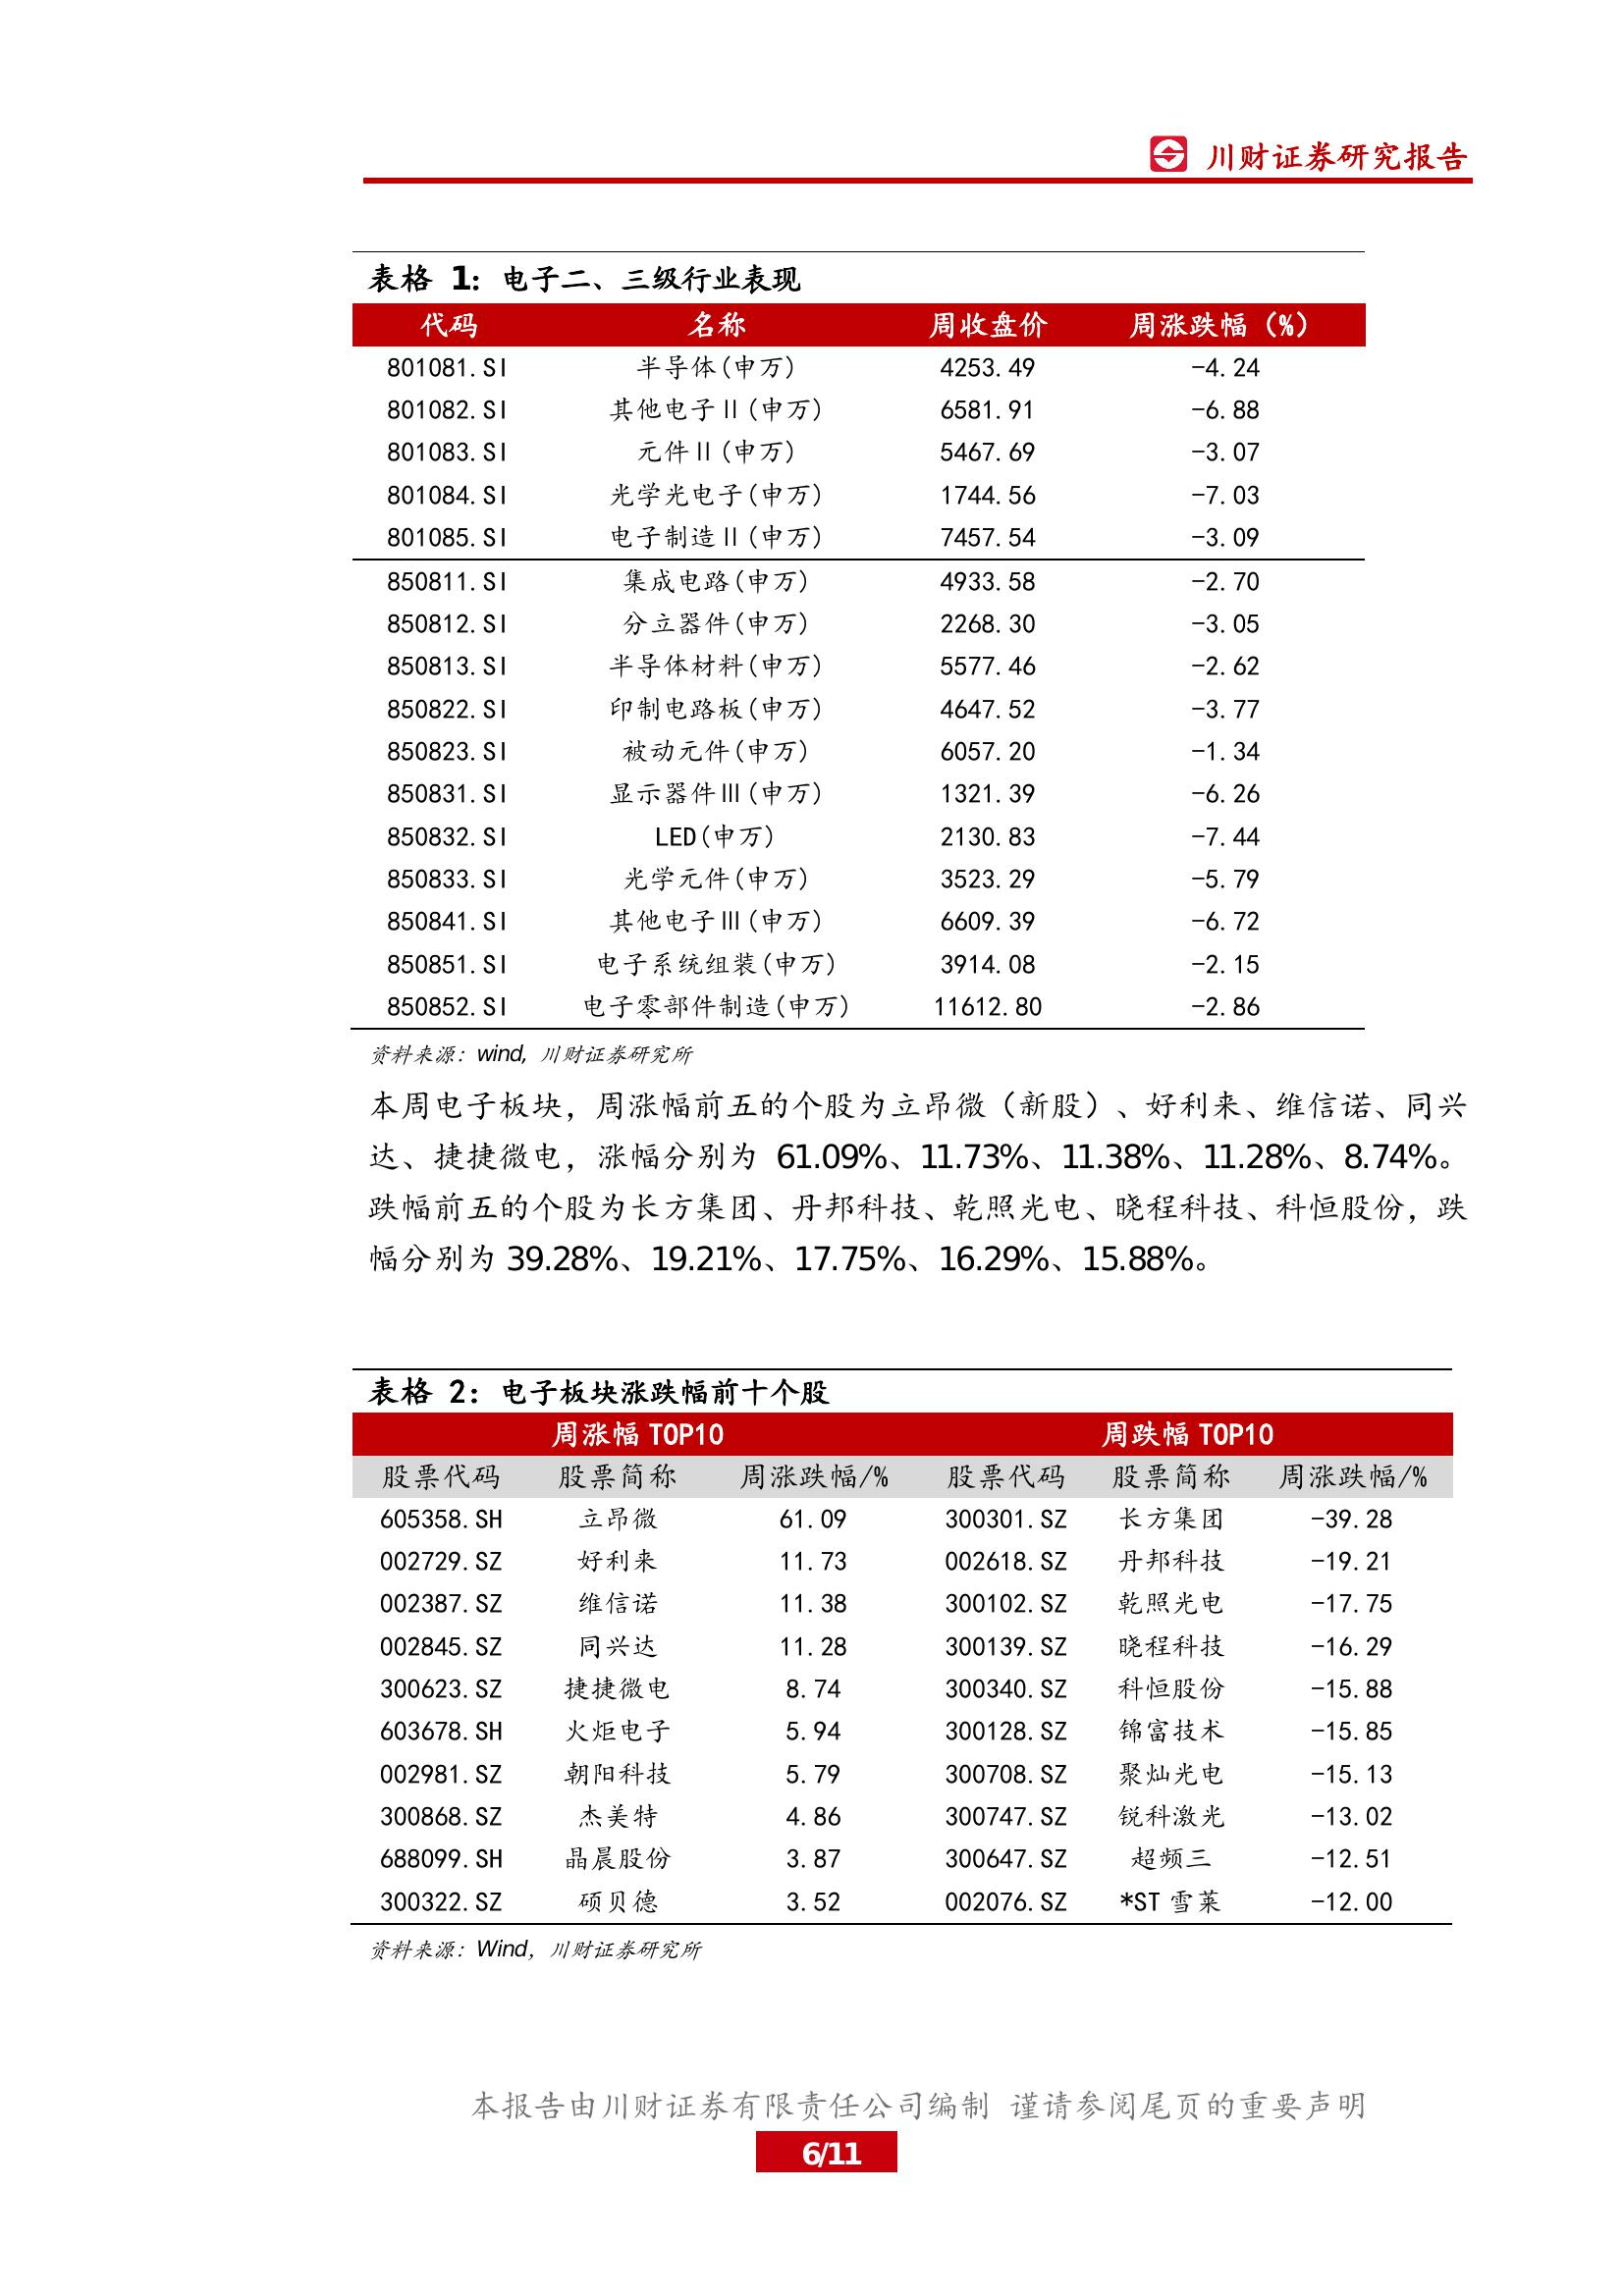 川财证券研究报告
表格 1：电子二、三级行业表现
代码 名称 周收盘价 周涨跌幅（%）
801081.SI 半导体(申万) 4253.49 -4.24
801082.SI 其他电子Ⅱ(申万) 6581.91 -6.88
801083.SI 元件Ⅱ(申万) 5467.69 -3.07
801084.SI 光学光电子(申万) 1744.56 -7.03
801085.SI 电子制造Ⅱ(申万) 7457.54 -3.09
850811.SI 集成电路(申万) 4933.58 -2.70
850812.SI 分立器件(申万) 2268.30 -3.05
850813.SI 半导体材料(申万) 5577.46 -2.62
850822.SI 印制电路板(申万) 4647.52 -3.77
850823.SI 被动元件(申万) 6057.20 -1.34
850831.SI 显示器件Ⅲ(申万) 1321.39 -6.26
850832.SI LED(申万) 2130.83 -7.44
850833.SI 光学元件(申万) 3523.29 -5.79
850841.SI 其他电子Ⅲ(申万) 6609.39 -6.72
850851.SI 电子系统组装(申万) 3914.08 -2.15
850852.SI 电子零部件制造(申万) 11612.80 -2.86
资料来源：wind, 川财证券研究所
本周电子板块，周涨幅前五的个股为立昂微（新股）、好利来、维信诺、同兴
达、捷捷微电，涨幅分别为 61.09%、11.73%、11.38%、11.28%、8.74%。
跌幅前五的个股为长方集团、丹邦科技、乾照光电、晓程科技、科恒股份，跌
幅分别为 39.28%、19.21%、17.75%、16.29%、15.88%。
表格 2：电子板块涨跌幅前十个股
周涨幅 TOP10 周跌幅 TOP10
股票代码 股票简称 周涨跌幅/% 股票代码 股票简称 周涨跌幅/%
605358.SH 立昂微 61.09 300301.SZ 长方集团 -39.28
002729.SZ 好利来 11.73 002618.SZ 丹邦科技 -19.21
002387.SZ 维信诺 11.38 300102.SZ 乾照光电 -17.75
002845.SZ 同兴达 11.28 300139.SZ 晓程科技 -16.29
300623.SZ 捷捷微电 8.74 300340.SZ 科恒股份 -15.88
603678.SH 火炬电子 5.94 300128.SZ 锦富技术 -15.85
002981.SZ 朝阳科技 5.79 300708.SZ 聚灿光电 -15.13
300868.SZ 杰美特 4.86 300747.SZ 锐科激光 -13.02
688099.SH 晶晨股份 3.87 300647.SZ 超频三 -12.51
300322.SZ 硕贝德 3.52 002076.SZ *ST 雪莱 -12.00
资料来源：Wind，川财证券研究所
本报告由川财证券有限责任公司编制 谨请参阅尾页的重要声明
6/11